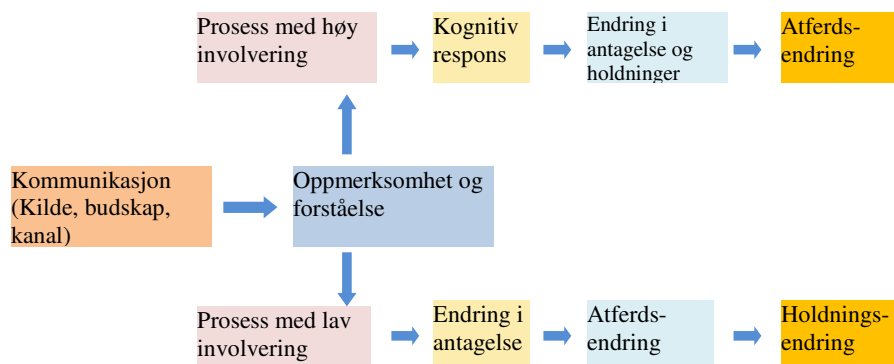 Prosess med høy
involvering
Kognitiv
respons
Endring i
antagelse og
holdninger
Atferds-
endring
Kommunikasjon
(Kilde, budskap,
kanal)
Oppmerksomhet og
forståelse
Prosess med lav
involvering
Endring i
antagelse
Atferds-
endring
Holdnings-
endring